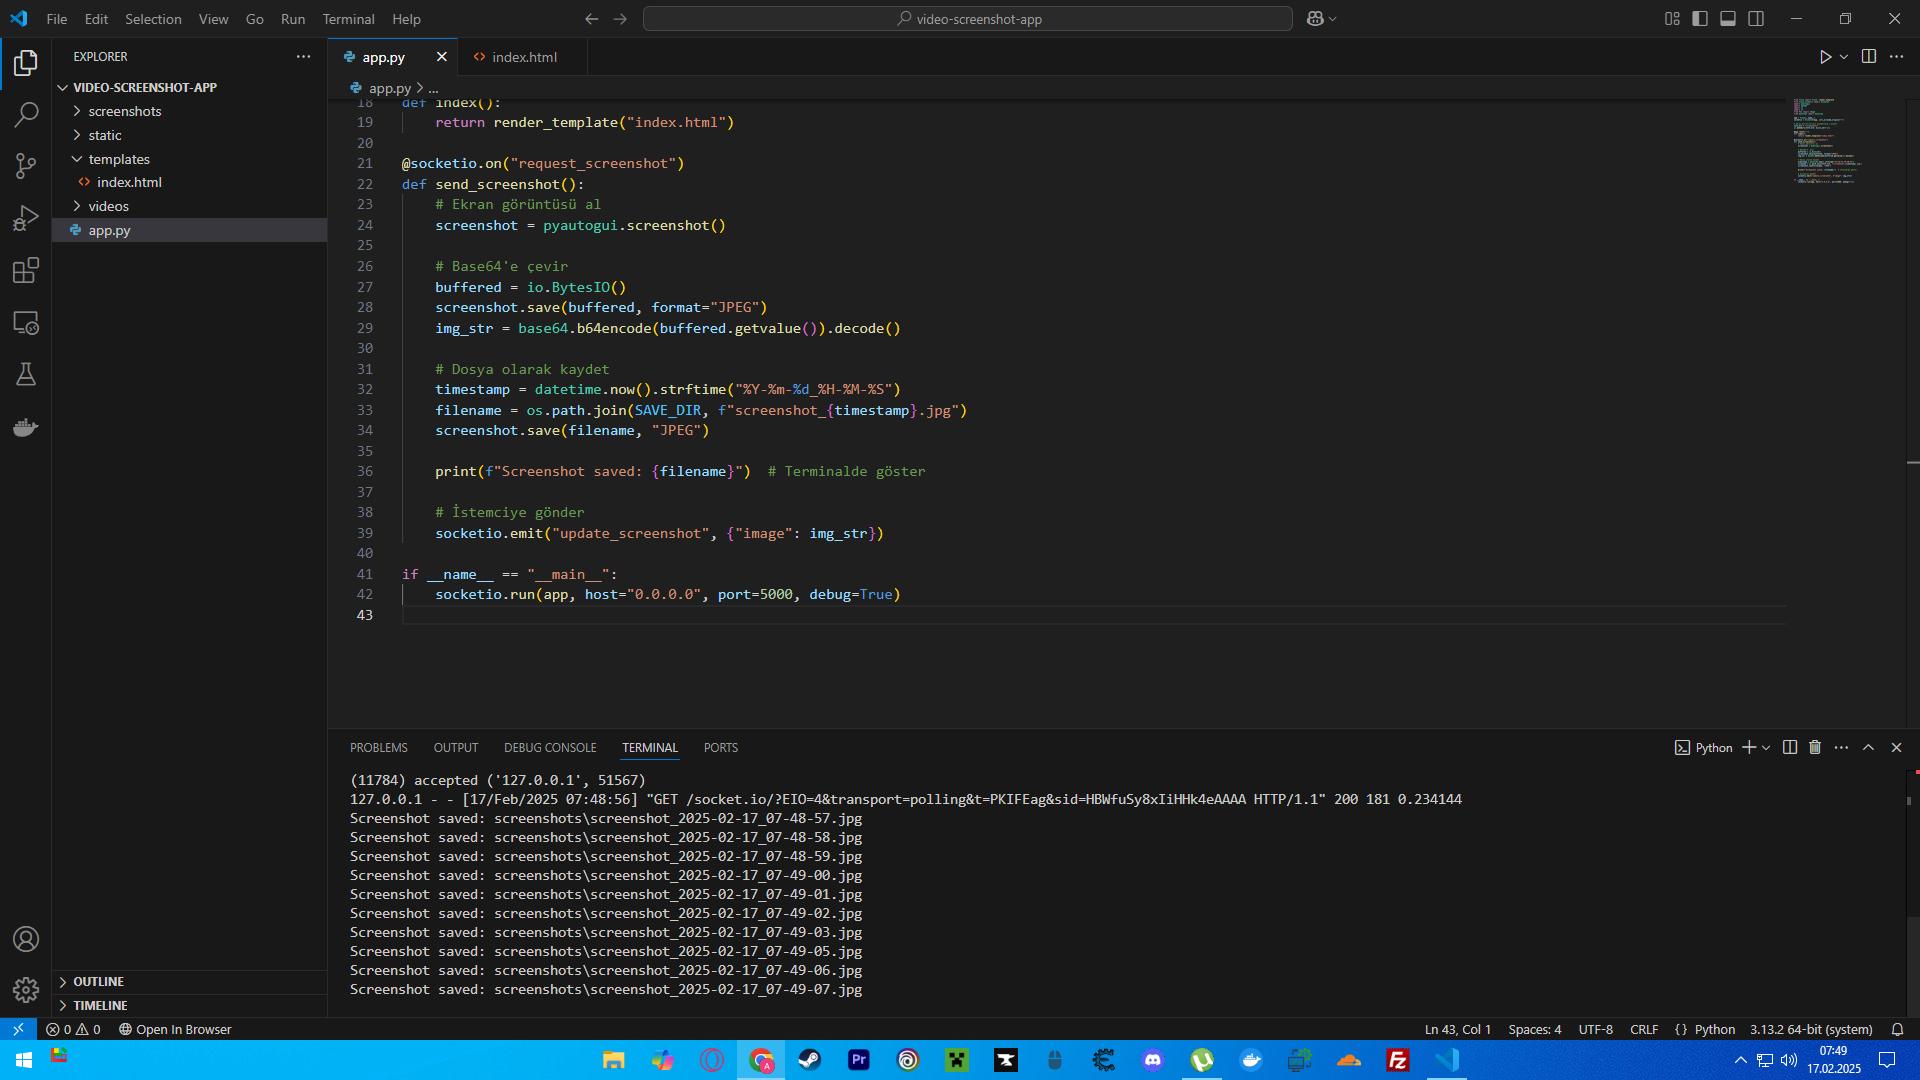 File Edit Selection View Go Run Terminal Help
video-screenshot-app
EXPLORER
VIDEO-SCREENSHOT-APP
screenshots
static
templates
index.html
videos
app.py
OUTLINE
TIMELINE
app.py
index.html
app.py > ...
18 def index():
19 return render_template("index.html")
20
21 @socketio.on("request_screenshot")
22 def send_screenshot():
23 # Ekran görüntüsü al
24 screenshot = pyautogui.screenshot()
25
26 # Base64'e çevir
27 buffered = io.BytesIO()
28 screenshot.save(buffered, format="JPEG")
29 img_str = base64.b64encode(buffered.getvalue()).decode()
30
31 # Dosya olarak kaydet
32 timestamp = datetime.now().strftime("%Y-%m-%d_%H-%M-%S")
33 filename = os.path.join(SAVE_DIR, f"screenshot_{timestamp}.jpg")
34 screenshot.save(filename, "JPEG")
35
36 print(f"Screenshot saved: {filename}")  # Terminalde göster
37
38 # İstemciye gönder
39 socketio.emit("update_screenshot", {"image": img_str})
40
41 if __name__ == "__main__":
42 socketio.run(app, host="0.0.0.0", port=5000, debug=True)
43
PROBLEMS OUTPUT DEBUG CONSOLE TERMINAL PORTS
Python
(11784) accepted ('127.0.0.1', 51567)
127.0.0.1 - - [17/Feb/2025 07:48:56] "GET /socket.io/?EIO=4&transport=polling&t=PKIFEag&sid=HBWfuSy8xIiHHk4eAAAA HTTP/1.1" 200 181 0.234144
Screenshot saved: screenshots\screenshot_2025-02-17_07-48-57.jpg
Screenshot saved: screenshots\screenshot_2025-02-17_07-48-58.jpg
Screenshot saved: screenshots\screenshot_2025-02-17_07-48-59.jpg
Screenshot saved: screenshots\screenshot_2025-02-17_07-49-00.jpg
Screenshot saved: screenshots\screenshot_2025-02-17_07-49-01.jpg
Screenshot saved: screenshots\screenshot_2025-02-17_07-49-02.jpg
Screenshot saved: screenshots\screenshot_2025-02-17_07-49-03.jpg
Screenshot saved: screenshots\screenshot_2025-02-17_07-49-05.jpg
Screenshot saved: screenshots\screenshot_2025-02-17_07-49-06.jpg
Screenshot saved: screenshots\screenshot_2025-02-17_07-49-07.jpg
0 0 Open In Browser
Ln 43, Col 1 Spaces: 4 UTF-8 CRLF {} Python 3.13.2 64-bit (system)
A
Pr
Fz
07:49
17.02.2025